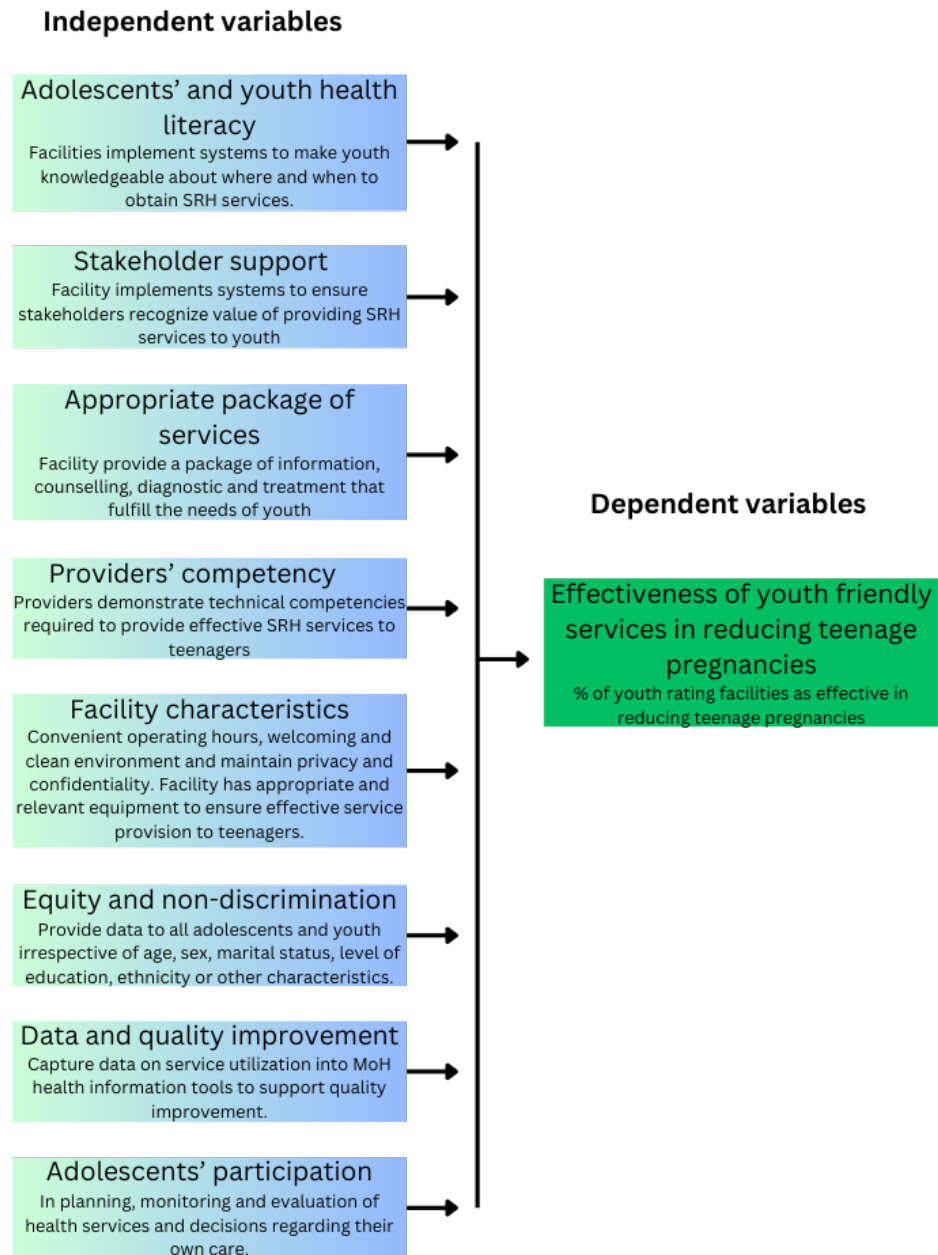 Independent variables
Adolescents’ and youth health
literacy
Facilities implement systems to make youth
knowledgeable about where and when to
obtain SRH services.
Stakeholder support
Facility implements systems to ensure
stakeholders recognize value of providing SRH
services to youth
Appropriate package of
services
Facility provide a package of information,
counselling, diagnostic and treatment that
fulfill the needs of youth
Providers’ competency
Providers demonstrate technical competencies
required to provide effective SRH services to
teenagers
Facility characteristics
Convenient operating hours, welcoming and
clean environment and maintain privacy and
confidentiality. Facility has appropriate and
relevant equipment to ensure effective service
provision to teenagers.
Equity and non-discrimination
Provide data to all adolescents and youth
irrespective of age, sex, marital status, level of
education, ethnicity or other characteristics.
Data and quality improvement
Capture data on service utilization into MoH
health information tools to support quality
improvement.
Adolescents’ participation
In planning, monitoring and evaluation of
health services and decisions regarding their
own care.
Dependent variables
Effectiveness of youth friendly
services in reducing teenage
pregnancies
% of youth rating facilities as effective in
reducing teenage pregnancies